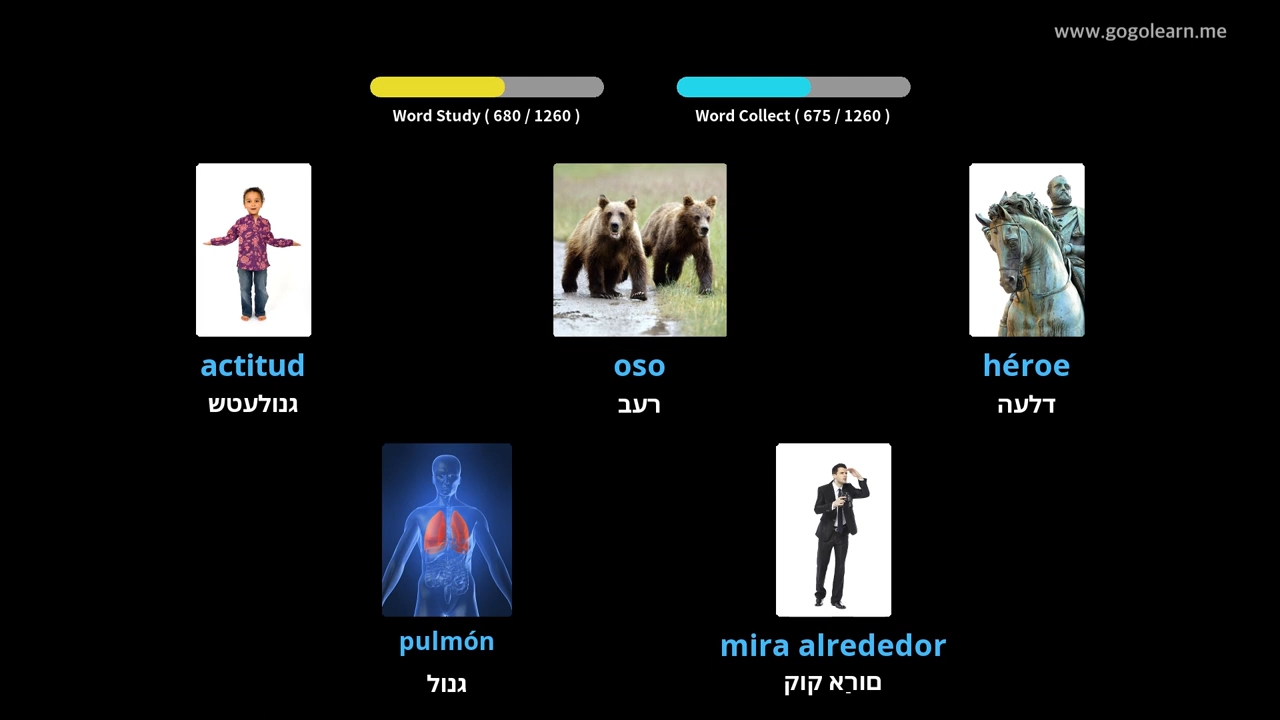 www.gogolearn.me
Word Study ( 680 / 1260 )
Word Collect ( 675 / 1260 )
actitud
גנולעטש
oso
רעב
héroe
דלעה
pulmón
גנול
mira alrededor
םורַא קוק